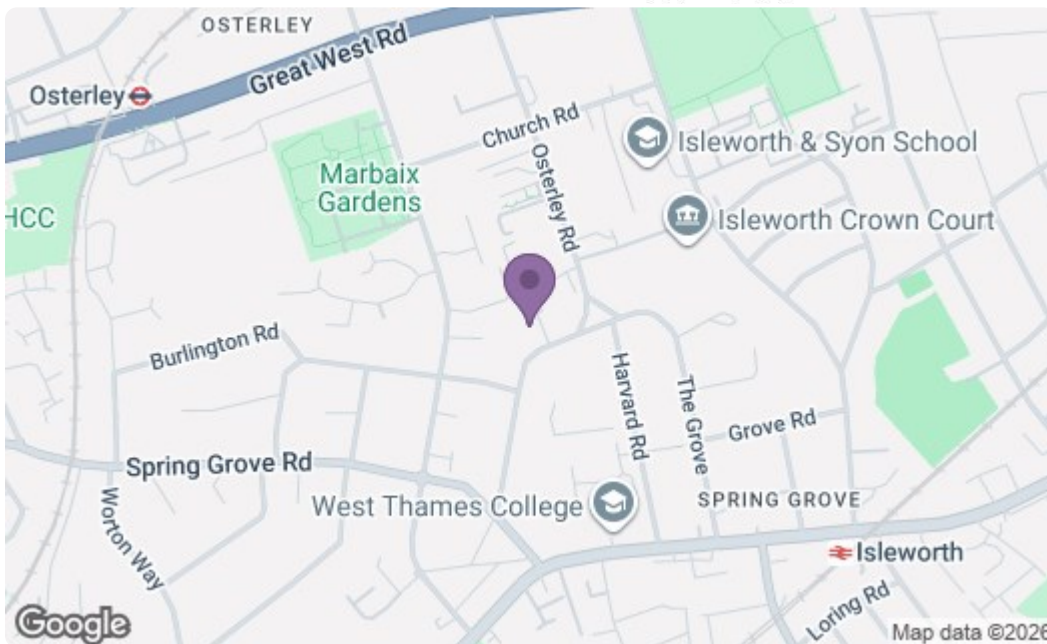 OSTERLEY
Great West Rd
Osterley
Church Rd
Isleworth & Syon School
Marbaix
Gardens
Osterley Rd
HCC
Isleworth Crown Court
Burlington Rd
Harvard Rd
The Grove
Grove Rd
Spring Grove Rd
West Thames College
SPRING GROVE
Worton Way
Isleworth
Loring Rd
Google
Map data ©2026